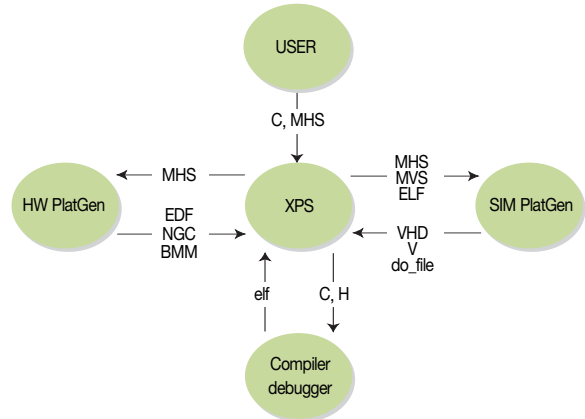 USER
C, MHS
MHS
MHS
MVS
ELF
HW PlatGen
XPS
SIM PlatGen
EDF
NGC
BMM
VHD
V
do_file
elf
C, H
Compiler
debugger